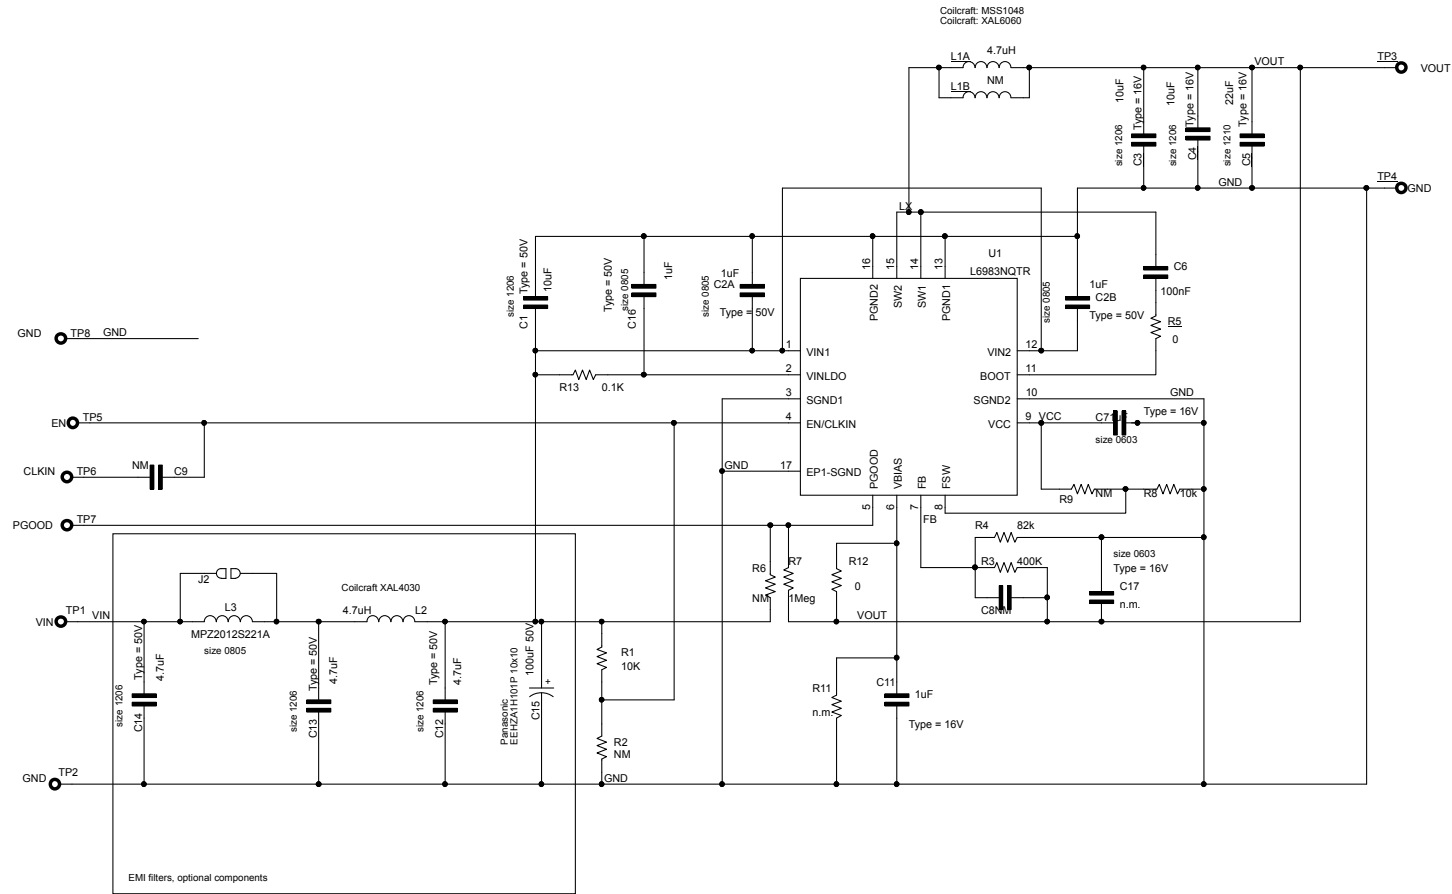 Coilcraft: MSS1048
Coilcraft: XAL6060
L1A
4.7uH
L1B
NM
VOUT
TP3
VOUT
10uF
Type = 16V
size 1206
C3
10uF
Type = 16V
size 1206
C4
22uF
Type = 16V
size 1210
C5
GND
TP4
GND
LX
size 1206
Type = 50V
10uF
C1
Type = 50V
size 0805
1uF
C16
size 0805
1uF
C2A
Type = 50V
16
15
14
13
U1
L6983NQTR
PGND2
SW2
SW1
PGND1
size 0805
1uF
C2B
Type = 50V
C6
100nF
R5
0
GND
TP8
GND
1
VIN1
VIN2
12
R13
0.1K
2
VINLDO
BOOT
11
3
SGND1
SGND2
10
GND
EN
TP5
4
EN/CLKIN
VCC
9
VCC
C7
1uF
Type = 16V
size 0603
CLKIN
TP6
NM
C9
GND
17
EP1-SGND
PGOOD
VBIAS
FB
FSW
R9
NM
R8
10k
PGOOD
TP7
5
6
7
8
FB
R4
82k
R3
400K
C8
NM
size 0603
Type = 16V
C17
n.m.
R6
NM
R7
1Meg
R12
0
VOUT
J2
L3
MPZ2012S221A
size 0805
Coilcraft XAL4030
4.7uH
L2
VIN
TP1
VIN
Type = 50V
4.7uF
size 1206
C14
Type = 50V
4.7uF
size 1206
C13
Type = 50V
4.7uF
size 1206
C12
100uF 50V
Panasonic
EEHZA1H101P 10x10
+
C15
R1
10K
R2
NM
R11
n.m.
C11
1uF
Type = 16V
GND
TP2
GND
EMI filters, optional components